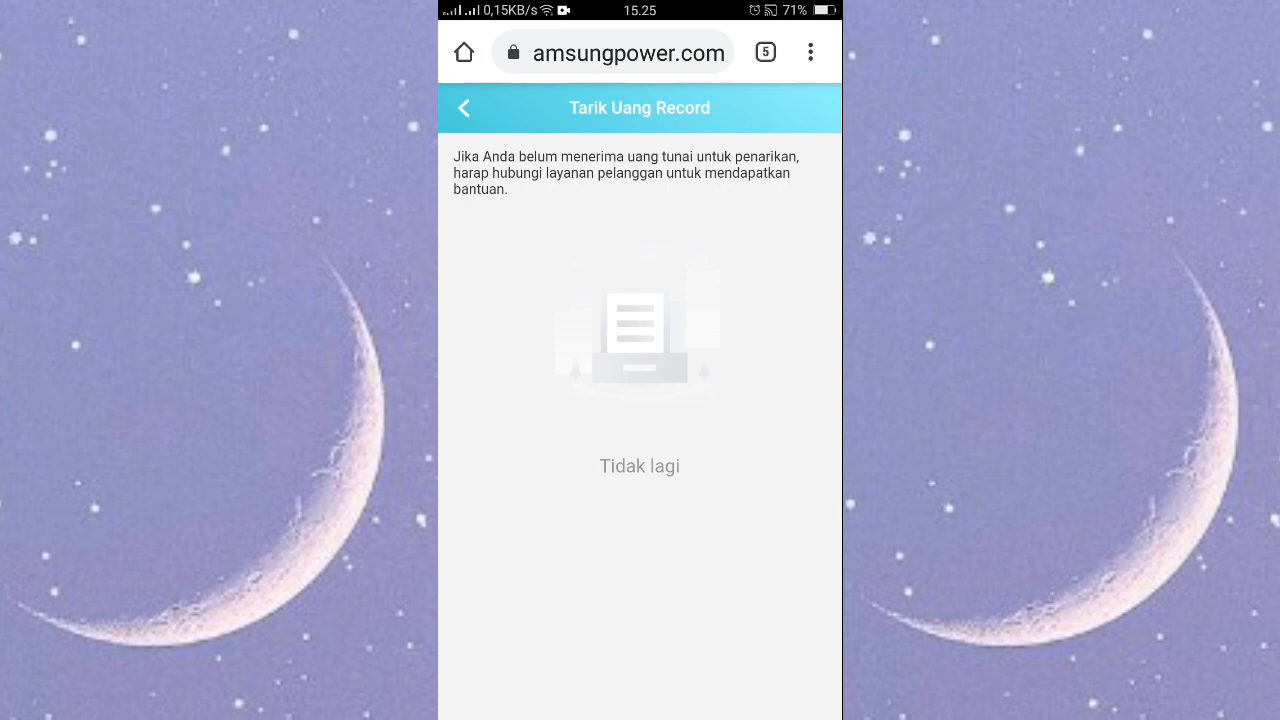 0,15KB/s 15.25 71%
amsungpower.com 5
Tarik Uang Record
Jika Anda belum menerima uang tunai untuk penarikan,
harap hubungi layanan pelanggan untuk mendapatkan
bantuan.
Tidak lagi